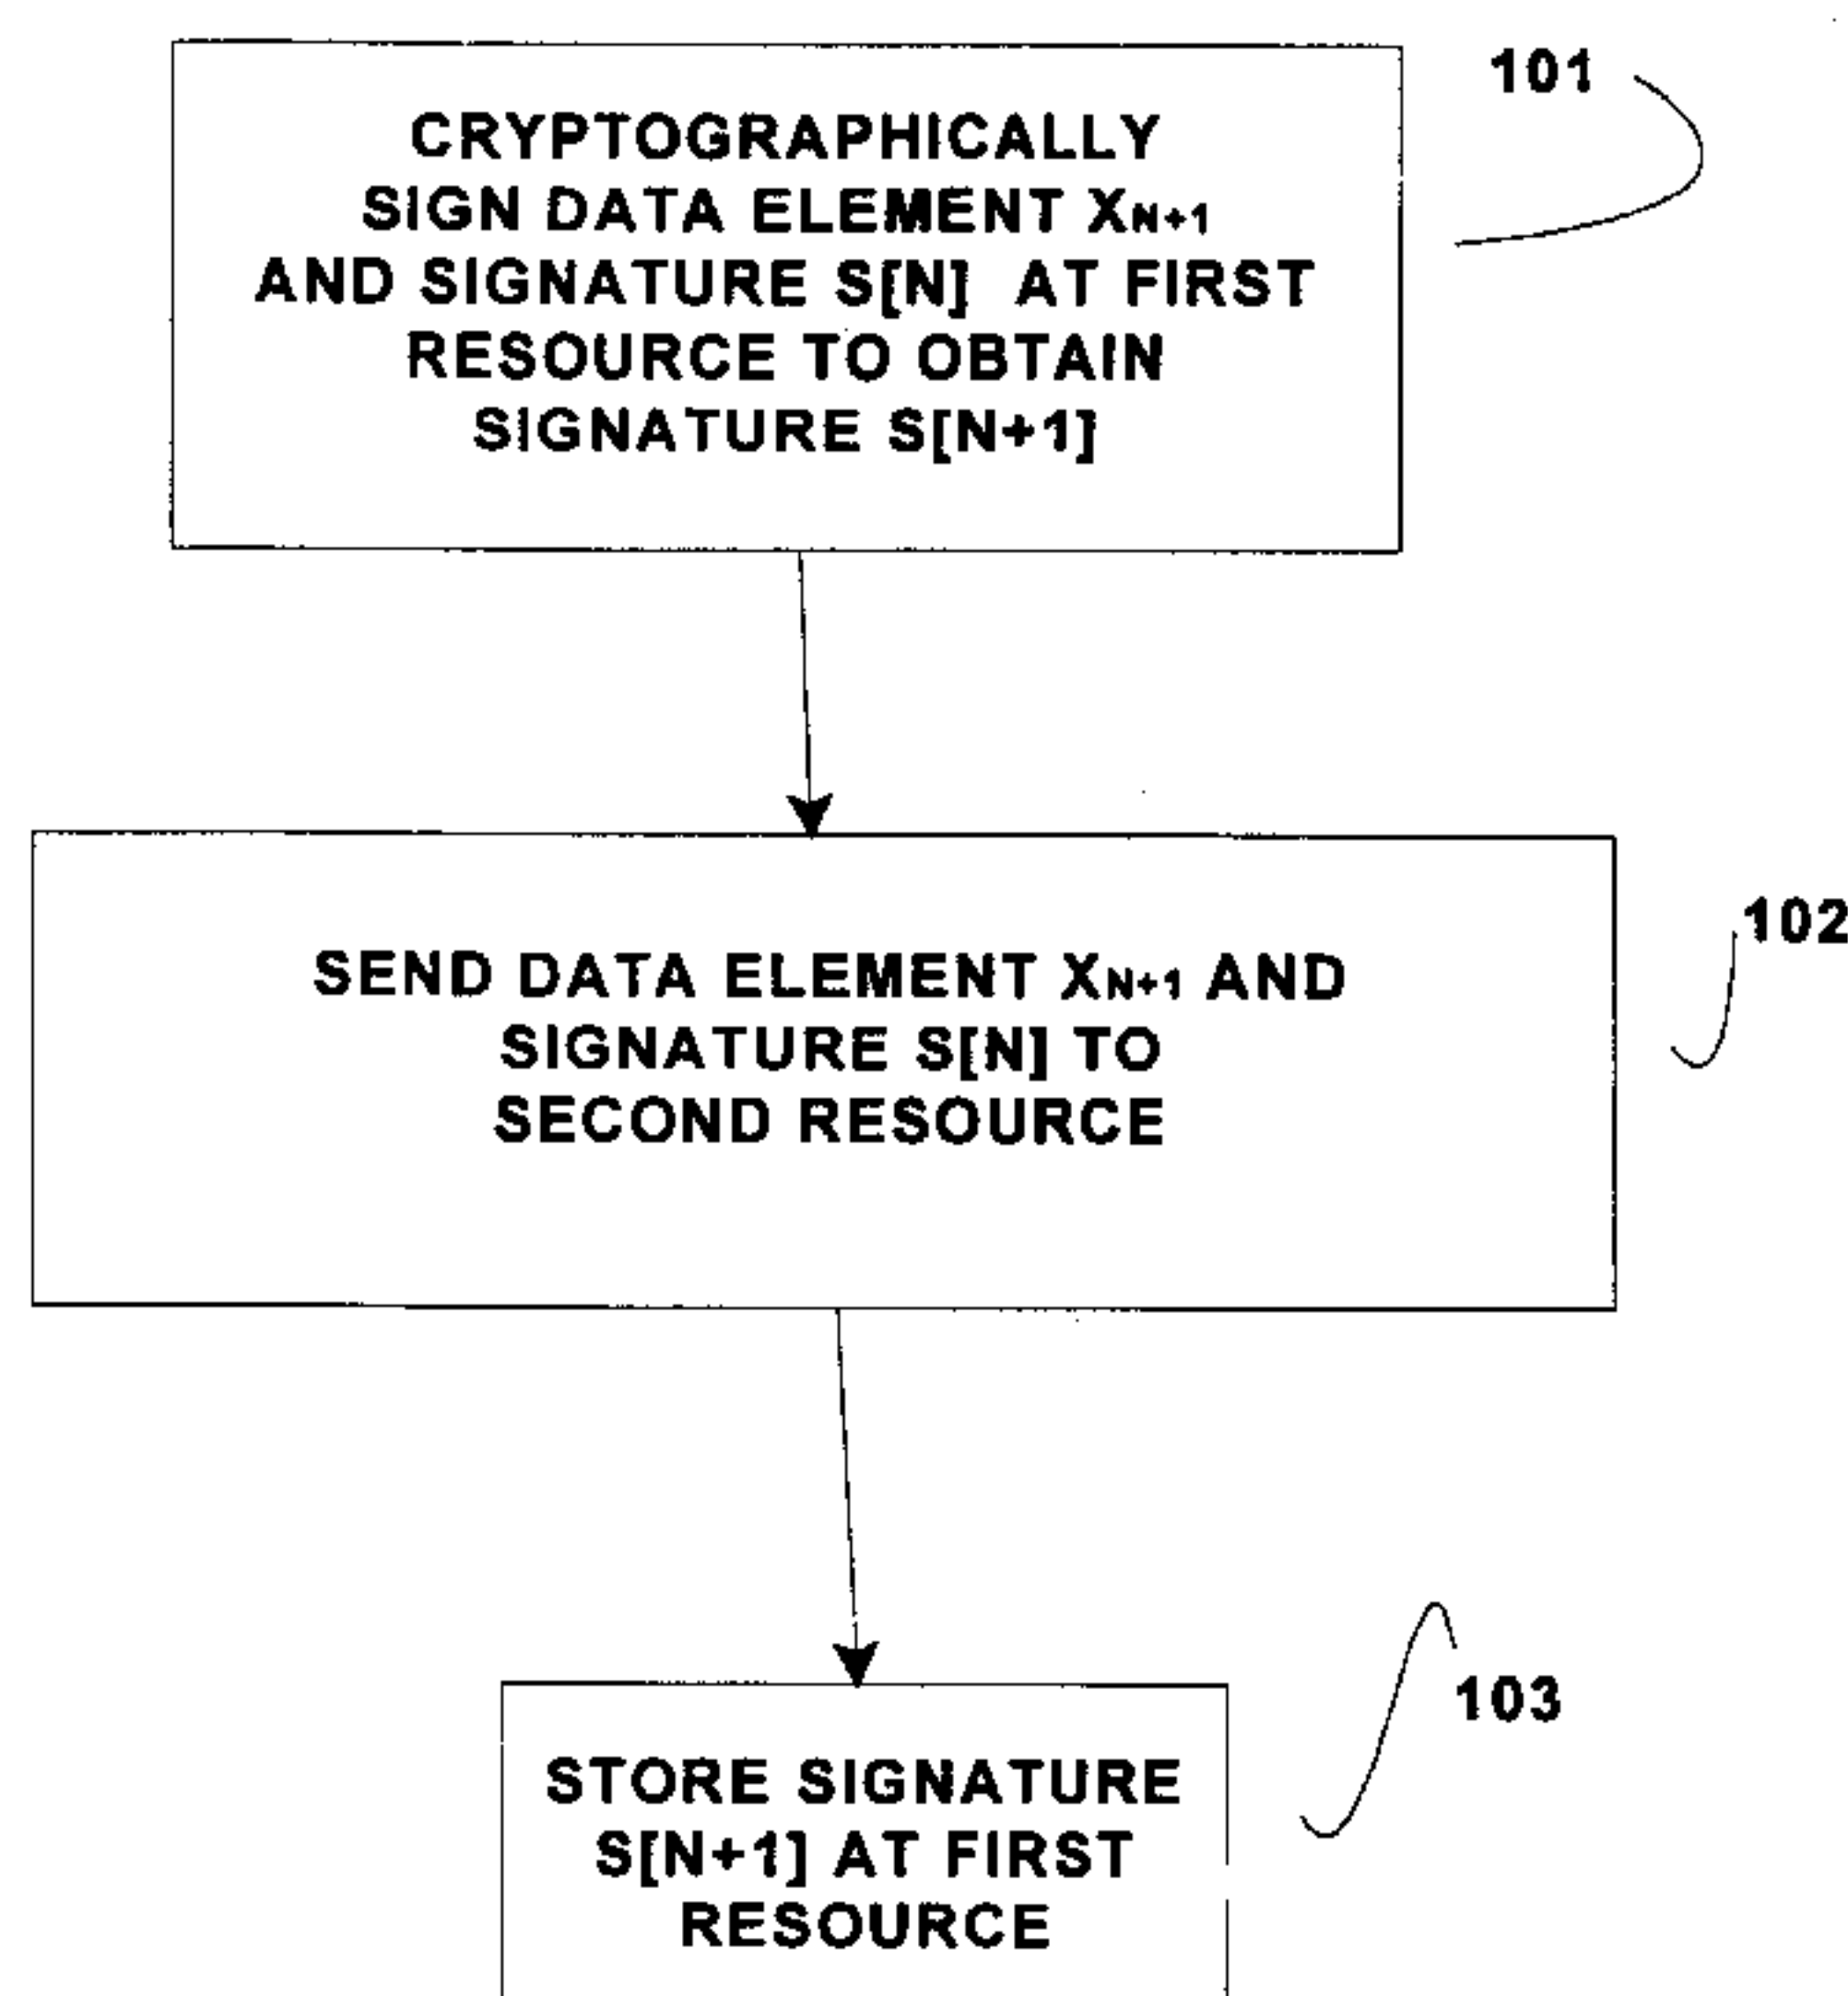 101
CRYPTOGRAPHICALLY
SIGN DATA ELEMENT XN+1
AND SIGNATURE S[N] AT FIRST
RESOURCE TO OBTAIN
SIGNATURE S[N+1]
102
SEND DATA ELEMENT XN+1 AND
SIGNATURE S[N] TO
SECOND RESOURCE
103
STORE SIGNATURE
S[N+1] AT FIRST
RESOURCE